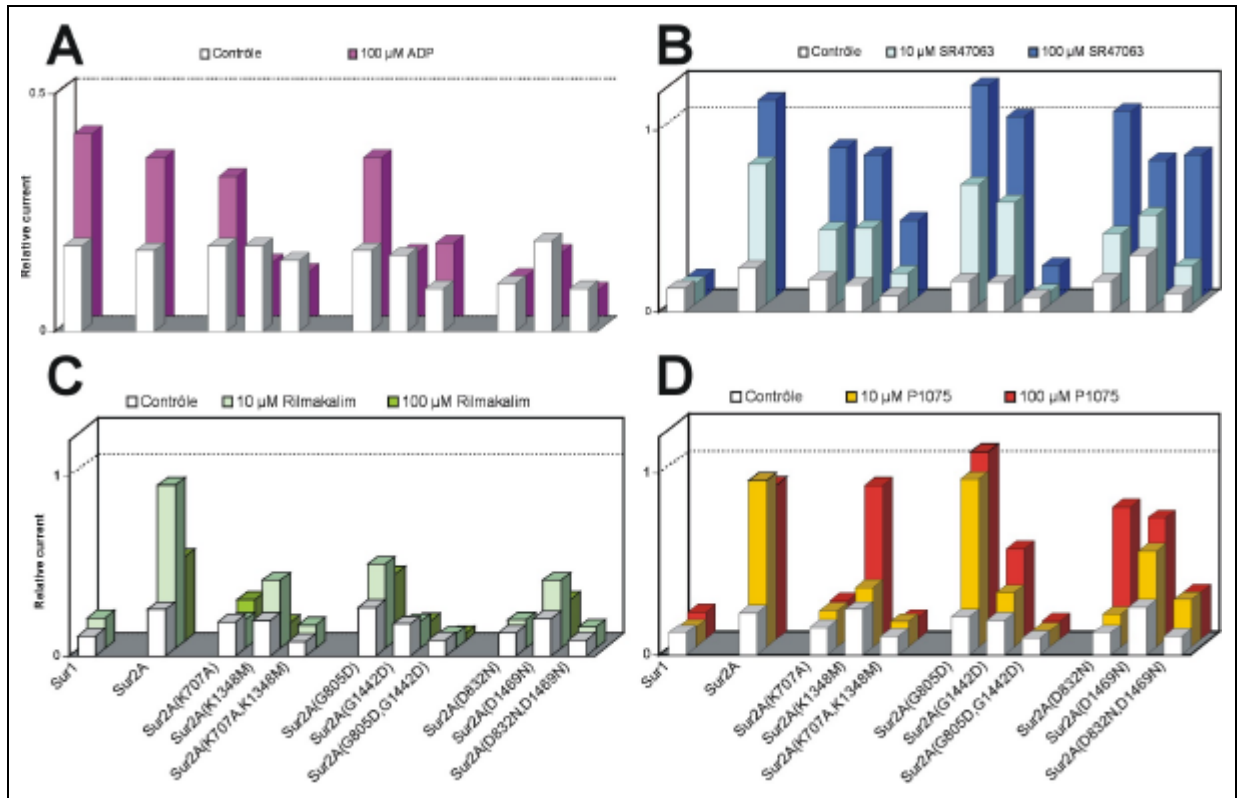 A
Contrôle 100 µM ADP
0.5
Relative current
0
B
Contrôle 10 µM SR47063 100 µM SR47063
1
0
C
Contrôle 10 µM Rilmakalim 100 µM Rilmakalim
1
Relative current
0
Sur1
Sur2A
Sur2A(K707A)
Sur2A(K1348M)
Sur2A(K707A,K1348M)
Sur2A(G805D)
Sur2A(G1442D)
Sur2A(G805D,G1442D)
Sur2A(D832N)
Sur2A(D1469N)
Sur2A(D832N,D1469N)
D
Contrôle 10 µM P1075 100 µM P1075
1
0
Sur1
Sur2A
Sur2A(K707A)
Sur2A(K1348M)
Sur2A(K707A,K1348M)
Sur2A(G805D)
Sur2A(G1442D)
Sur2A(G805D,G1442D)
Sur2A(D832N)
Sur2A(D1469N)
Sur2A(D832N,D1469N)